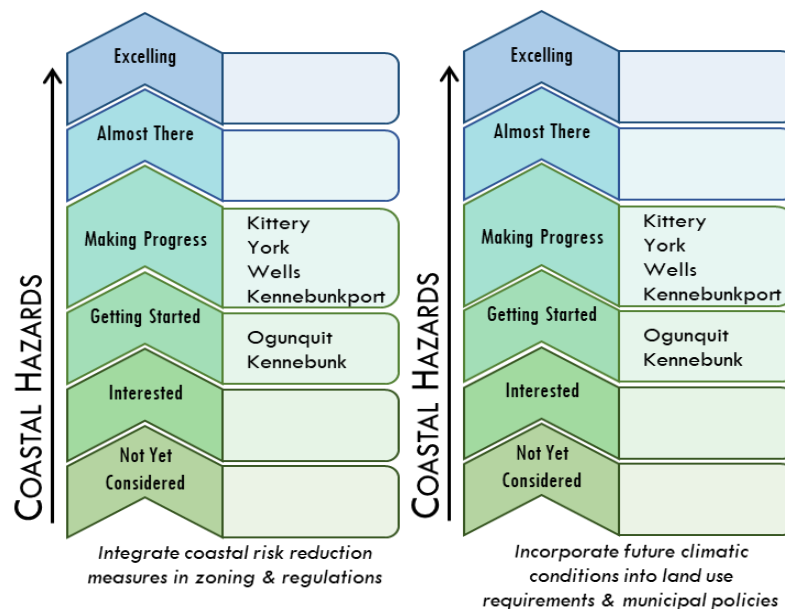 COASTAL HAZARDS
Excelling
Almost There
Making Progress
Kittery
York
Wells
Kennebunkport
Getting Started
Ogunquit
Kennebunk
Interested
Not Yet
Considered
Integrate coastal risk reduction
measures in zoning & regulations
COASTAL HAZARDS
Excelling
Almost There
Making Progress
Kittery
York
Wells
Kennebunkport
Getting Started
Ogunquit
Kennebunk
Interested
Not Yet
Considered
Incorporate future climatic
conditions into land use
requirements & municipal policies